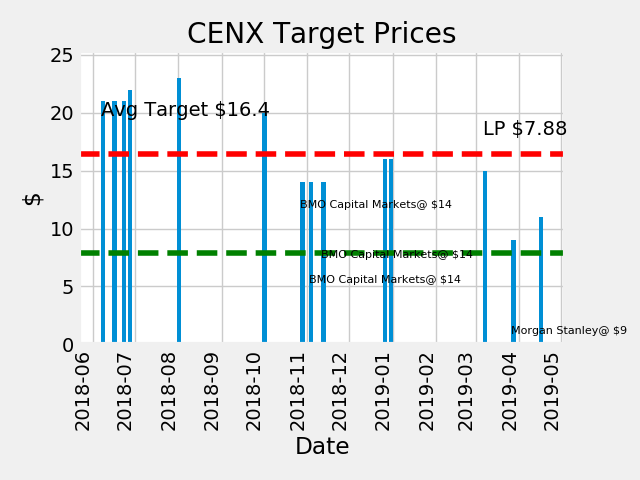 CENX Target Prices
25
20
15
10
5
0
$
Avg Target $16.4
LP $7.88
BMO Capital Markets@ $14
BMO Capital Markets@ $14
BMO Capital Markets@ $14
Morgan Stanley@ $9
2018-06
2018-07
2018-08
2018-09
2018-10
2018-11
2018-12
2019-01
2019-02
2019-03
2019-04
2019-05
Date